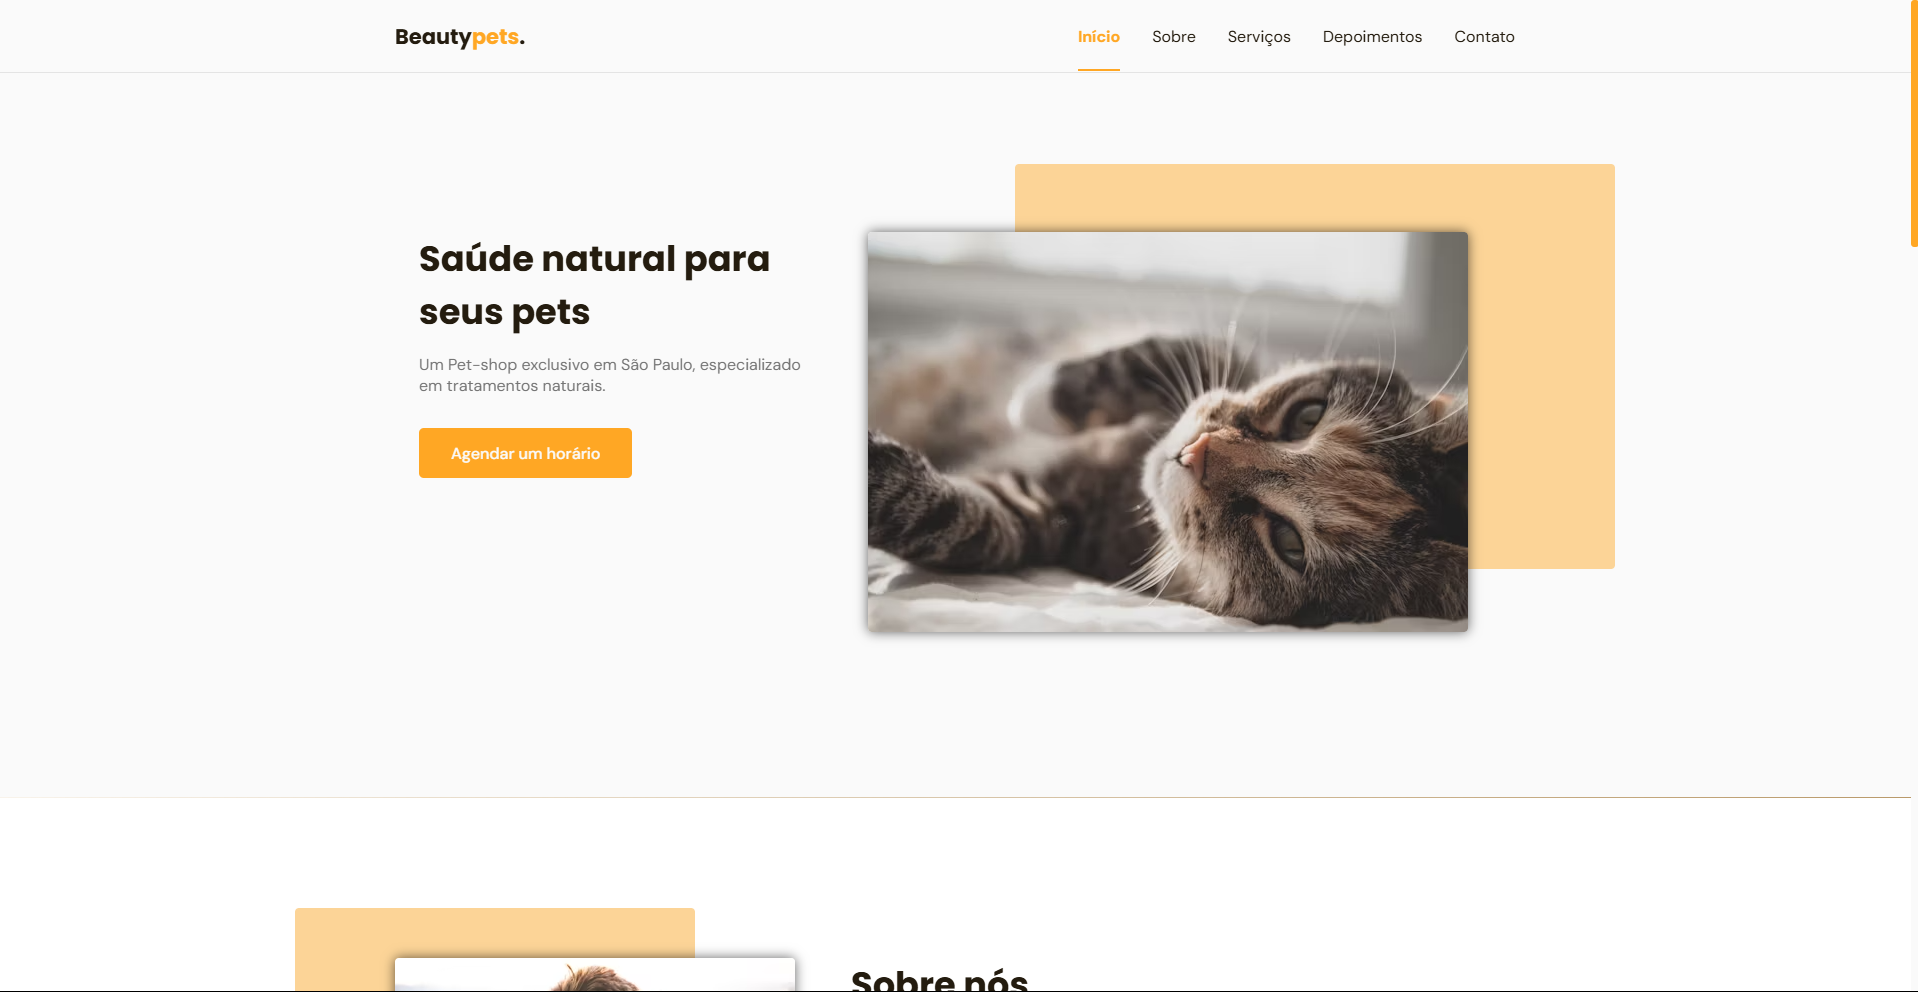 Beautypets.
Início Sobre Serviços Depoimentos Contato
Saúde natural para
seus pets
Um Pet-shop exclusivo em São Paulo, especializado
em tratamentos naturais.
Agendar um horário
Sobre nós